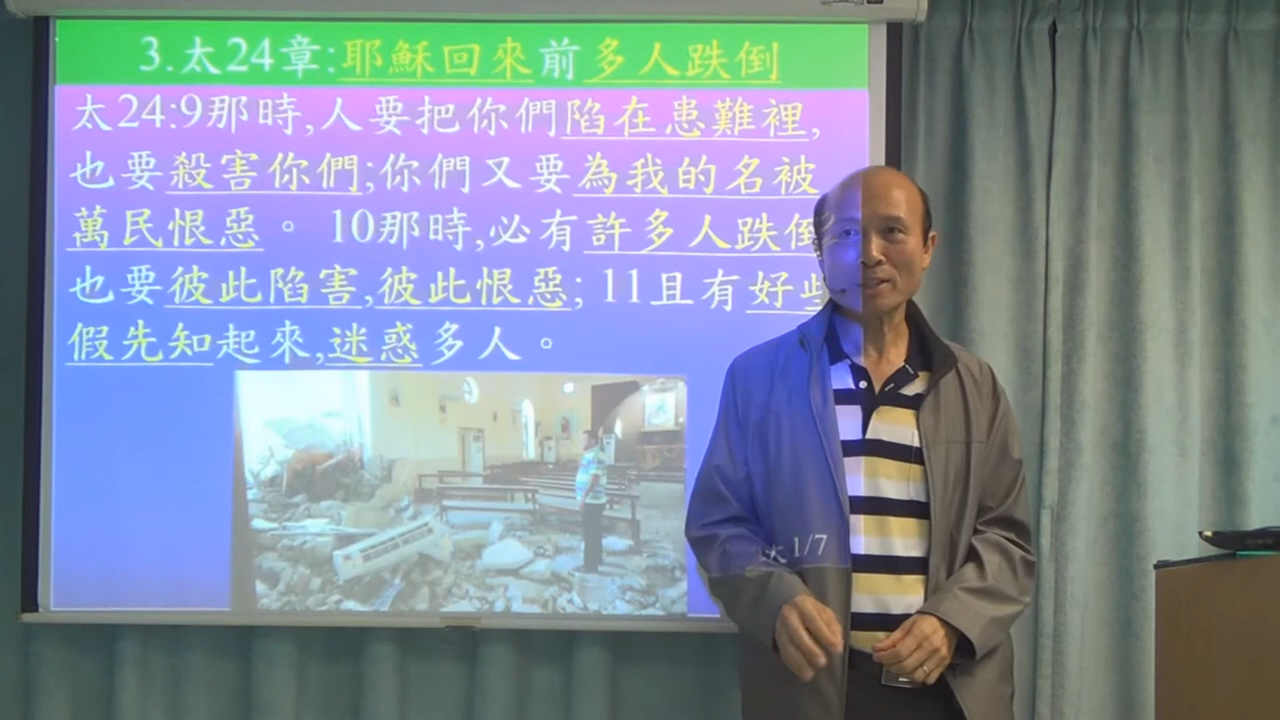 3.太24章:耶穌回來前多人跌倒
太24:9那時,人要把你們陷在患難裡,
也要殺害你們;你們又要為我的名被
萬民恨惡。 10那時,必有許多人跌倒
也要彼此陷害,彼此恨惡; 11且有好些
假先知起來,迷惑多人。
太 1/7